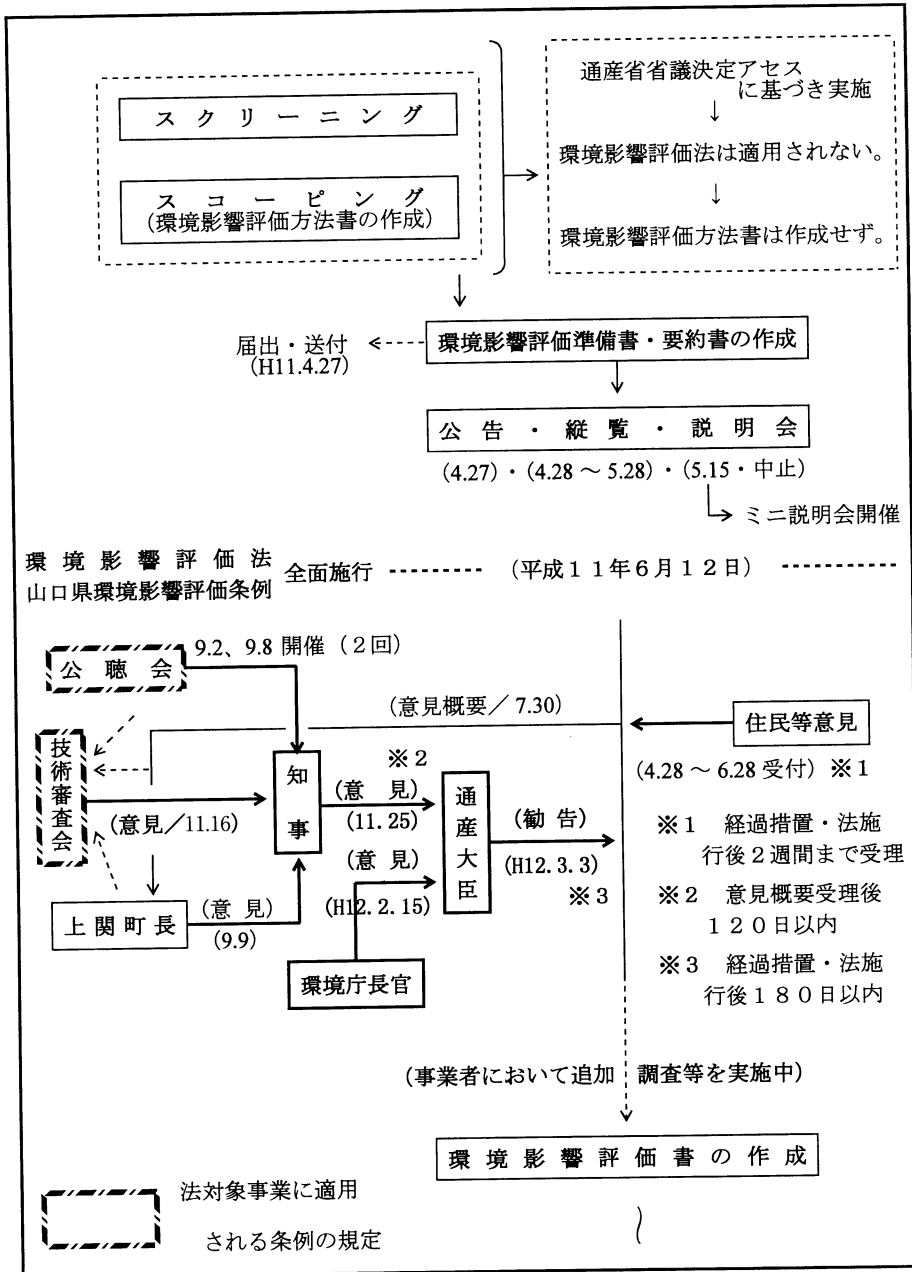 スクリーニング
スコーピング
(環境影響評価方法書の作成)
通産省省議決定アセス
に基づき実施
↓
環境影響評価法は適用されない。
↓
環境影響評価方法書は作成せず。
届出・送付
(H11.4.27)
環境影響評価準備書・要約書の作成
公告・縦覧・説明会
(4.27)・(4.28～5.28)・(5.15・中止)
ミニ説明会開催
環境影響評価法
山口県環境影響評価条例
全面施行
(平成11年6月12日)
公聴会
9.2、9.8 開催（2回）
(意見概要／7.30)
住民等意見
(4.28～6.28 受付) ※1
技術審査会
(意見／11.16)
知事
※2
(意見)
(11.25)
(意見)
(H12.2.15)
通産大臣
(勧告)
(H12.3.3)
※3
上関町長
(意見)
(9.9)
環境庁長官
※1 経過措置・法施
行後2週間まで受理
※2 意見概要受理後
120日以内
※3 経過措置・法施
行後180日以内
(事業者において追加調査等を実施中)
環境影響評価書の作成
法対象事業に適用
される条例の規定